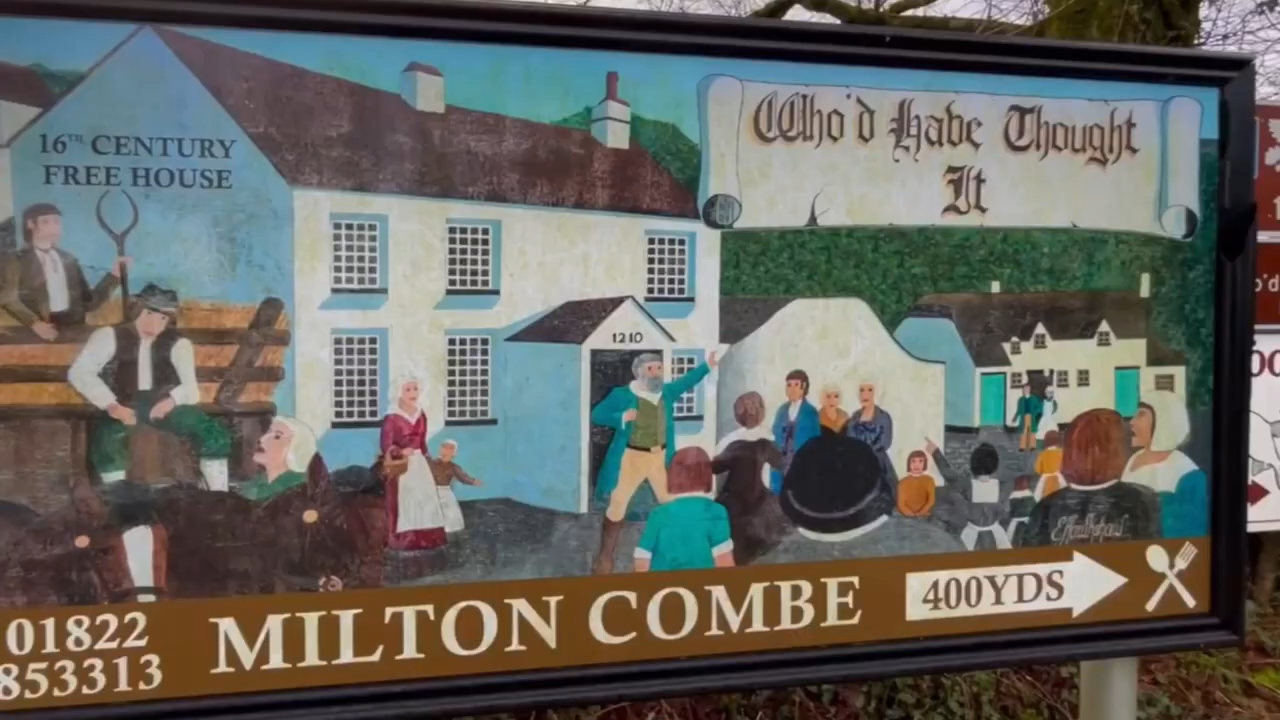 16TH CENTURY
FREE HOUSE
Who'd Have Thought
It
1210
01822
853313
MILTON COMBE
400YDS